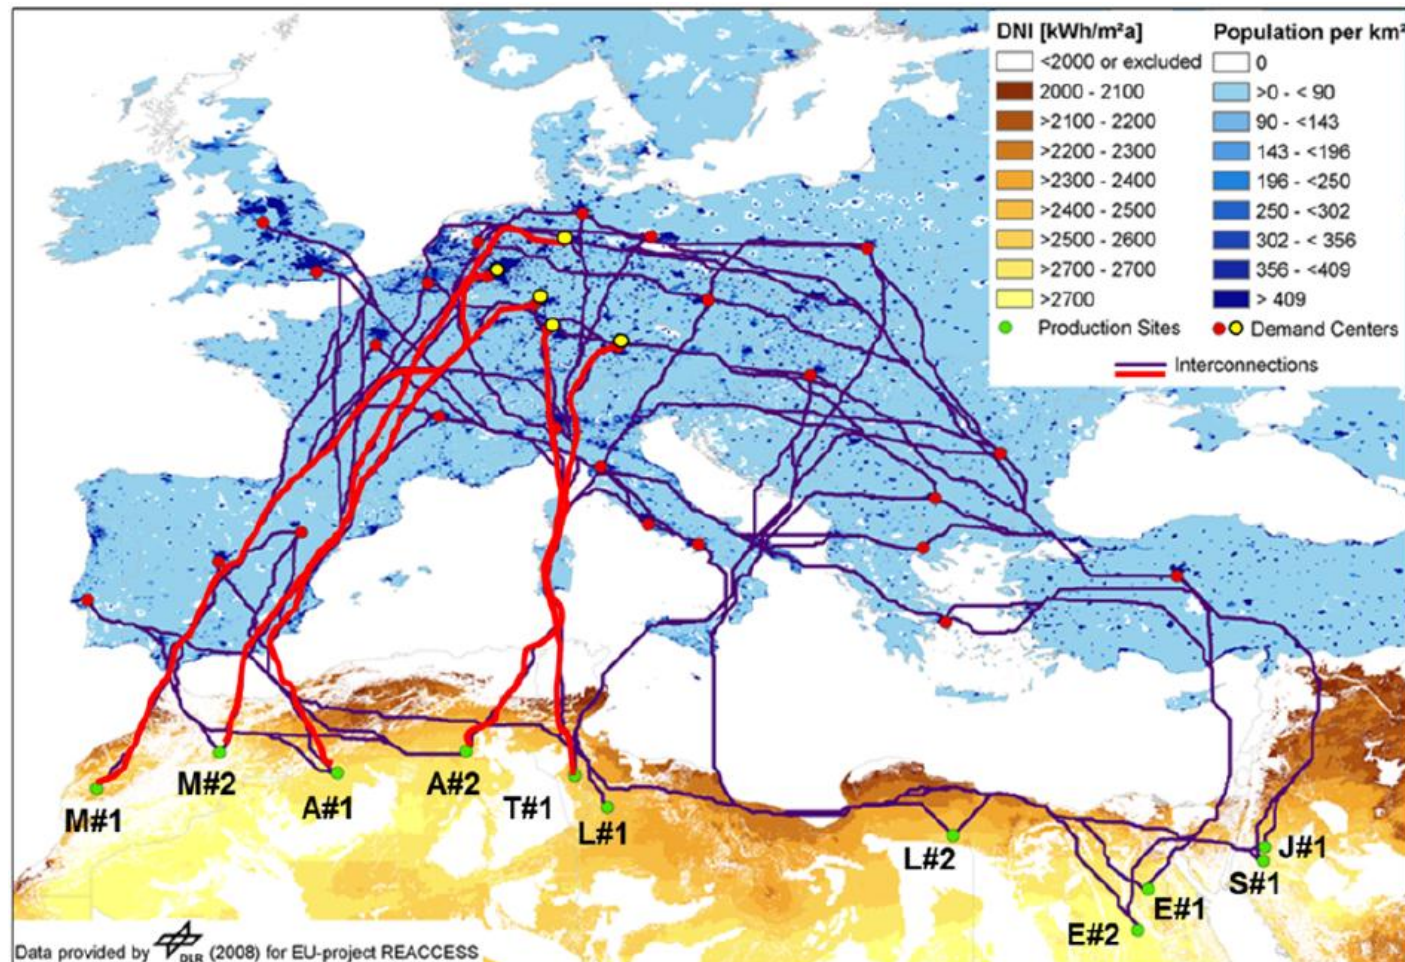 DNI [kWh/m²a]
<2000 or excluded
2000 - 2100
>2100 - 2200
>2200 - 2300
>2300 - 2400
>2400 - 2500
>2500 - 2600
>2700 - 2700
>2700
Production Sites
Population per km²
0
>0 - < 90
90 - <143
143 - <196
196 - <250
250 - <302
302 - < 356
356 - <409
> 409
Demand Centers
Interconnections
M#1
M#2
A#1
A#2
T#1
L#1
L#2
E#2
E#1
S#1
J#1
Data provided by DLR (2008) for EU-project REACCESS